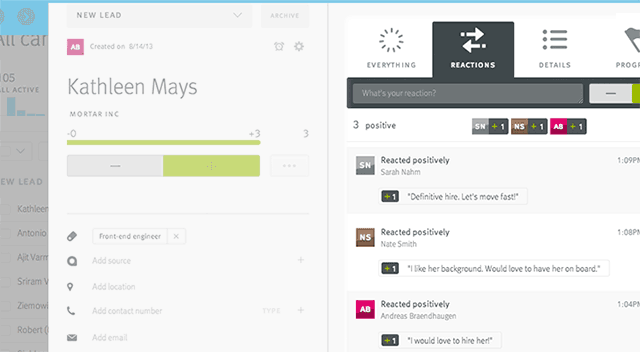 All car
105
ALL ACTIVE
NEW LEAD
Kathleen
Antonio
Ajit Varm
Sriram V
Ziemowi
Robert (
NEW LEAD
ARCHIVE
AB Created on 8/14/13
Kathleen Mays
MORTAR INC
-0 +3 3
Front-end engineer ×
Add source +
Add location
Add contact number TYPE +
Add email
EVERYTHING REACTIONS DETAILS PROGR
What's your reaction?
3 positive SN +1 NS +1 AB +1
SN Reacted positively 1:09PM
Sarah Nahm
+1 "Definitive hire. Let's move fast!"
NS Reacted positively 1:08PM
Nate Smith
+1 "I like her background. Would love to have her on board."
AB Reacted positively 1:04PM
Andreas Braendhaugen
+1 "I would love to hire her!"